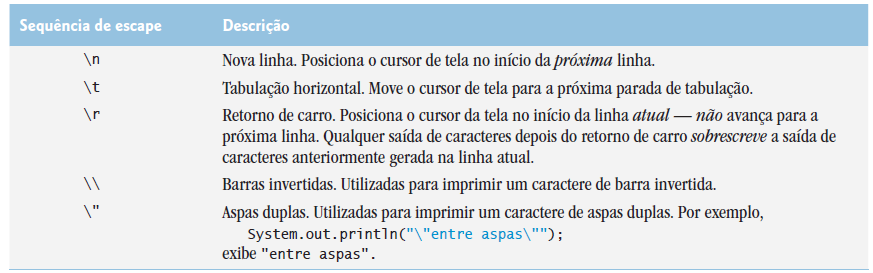 Sequência de escape Descrição
\n Nova linha. Posiciona o cursor de tela no início da próxima linha.
\t Tabulação horizontal. Move o cursor de tela para a próxima parada de tabulação.
\r Retorno de carro. Posiciona o cursor da tela no início da linha atual — não avança para a
próxima linha. Qualquer saída de caracteres depois do retorno de carro sobrescreve a saída de
caracteres anteriormente gerada na linha atual.
\\ Barras invertidas. Utilizadas para imprimir um caractere de barra invertida.
\" Aspas duplas. Utilizadas para imprimir um caractere de aspas duplas. Por exemplo,
System.out.println("\"entre aspas\"");
exibe "entre aspas".